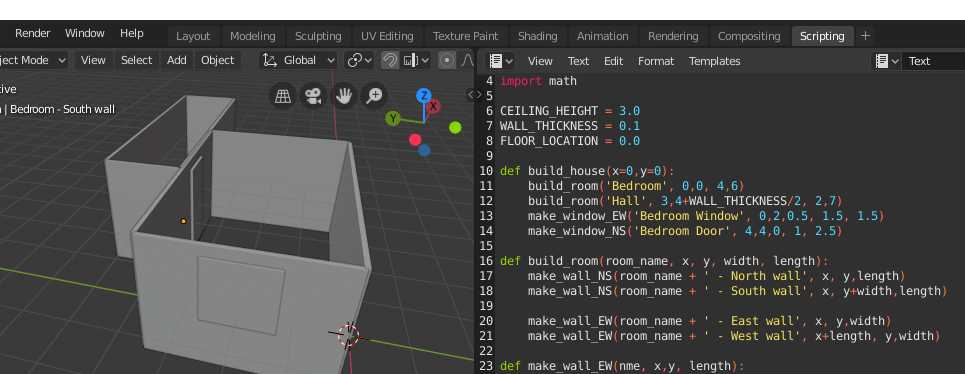 Render Window Help Layout Modeling Sculpting UV Editing Texture Paint Shading Animation Rendering Compositing Scripting +
ject Mode View Select Add Object Global View Text Edit Format Templates Text
tive
| Bedroom - South wall
Z
X
Y
4 import math
5
6 CEILING_HEIGHT = 3.0
7 WALL_THICKNESS = 0.1
8 FLOOR_LOCATION = 0.0
9
10 def build_house(x=0,y=0):
11 build_room('Bedroom', 0,0, 4,6)
12 build_room('Hall', 3,4+WALL_THICKNESS/2, 2,7)
13 make_window_EW('Bedroom Window', 0,2,0.5, 1.5, 1.5)
14 make_window_NS('Bedroom Door', 4,4,0, 1, 2.5)
15
16 def build_room(room_name, x, y, width, length):
17 make_wall_NS(room_name + ' - North wall', x, y,length)
18 make_wall_NS(room_name + ' - South wall', x, y+width,length)
19
20 make_wall_EW(room_name + ' - East wall', x, y,width)
21 make_wall_EW(room_name + ' - West wall', x+length, y,width)
22
23 def make_wall_EW(nme, x,y, length):